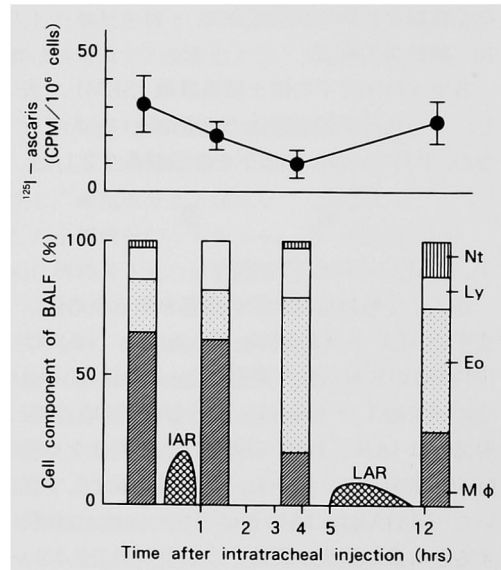 ¹²⁵I – ascaris
(CPM/10⁶ cells)
50
0
Cell component of BALF (%)
100
50
0
IAR
LAR
Nt
Ly
Eo
Mϕ
1 2 3 4 5 12
Time after intratracheal injection (hrs)